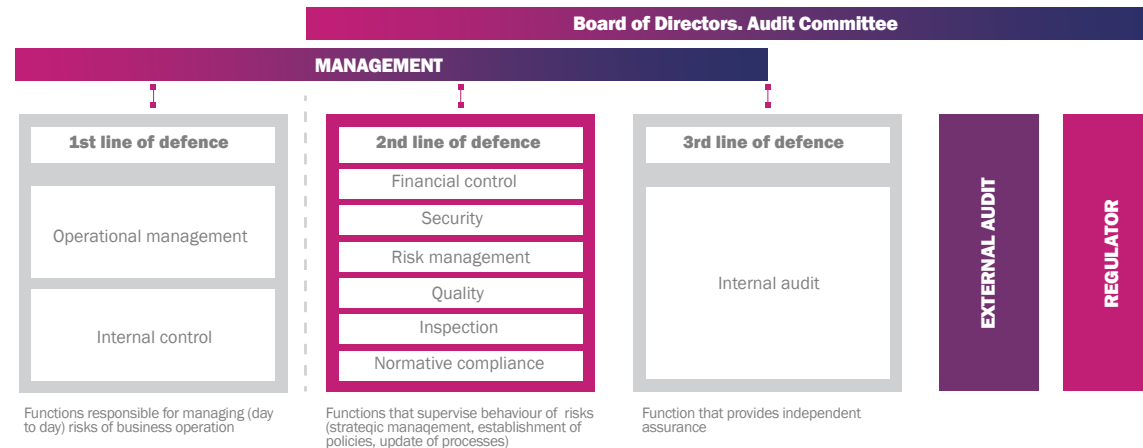 Board of Directors. Audit Committee
MANAGEMENT
1st line of defence
Operational management
Internal control
Functions responsible for managing (day
to day) risks of business operation
2nd line of defence
Financial control
Security
Risk management
Quality
Inspection
Normative compliance
Functions that supervise behaviour of risks
(strateqic manaqement, establishment of
policies, update of processes)
3rd line of defence
Internal audit
Function that provides independent
assurance
EXTERNAL AUDIT
REGULATOR